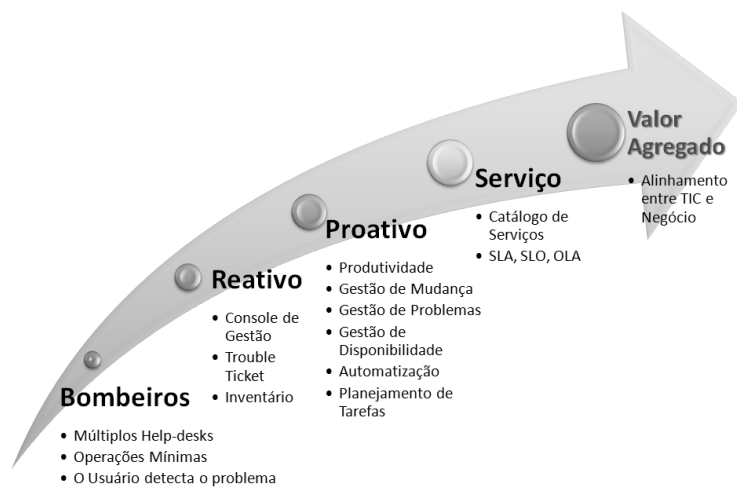 Bombeiros
• Múltiplos Help-desks
• Operações Mínimas
• O Usuário detecta o problema
Reativo
• Console de
Gestão
• Trouble
Ticket
• Inventário
Proativo
• Produtividade
• Gestão de Mudança
• Gestão de Problemas
• Gestão de
Disponibilidade
• Automatização
• Planejamento de
Tarefas
Serviço
• Catálogo de
Serviços
• SLA, SLO, OLA
Valor
Agregado
• Alinhamento
entre TIC e
Negócio